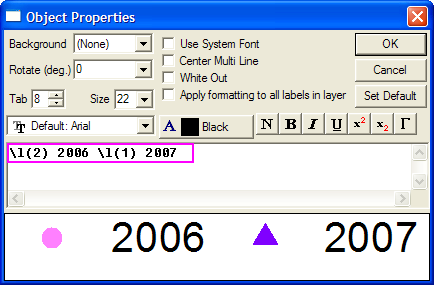 Object Properties
Background (None) Use System Font OK
Center Multi Line
Rotate (deg.) 0 White Out Cancel
Tab 8 Size 22 Apply formatting to all labels in layer Set Default
Default: Arial A Black N B I U x² x₂ Γ
\l(2) 2006 \l(1) 2007
2006 2007